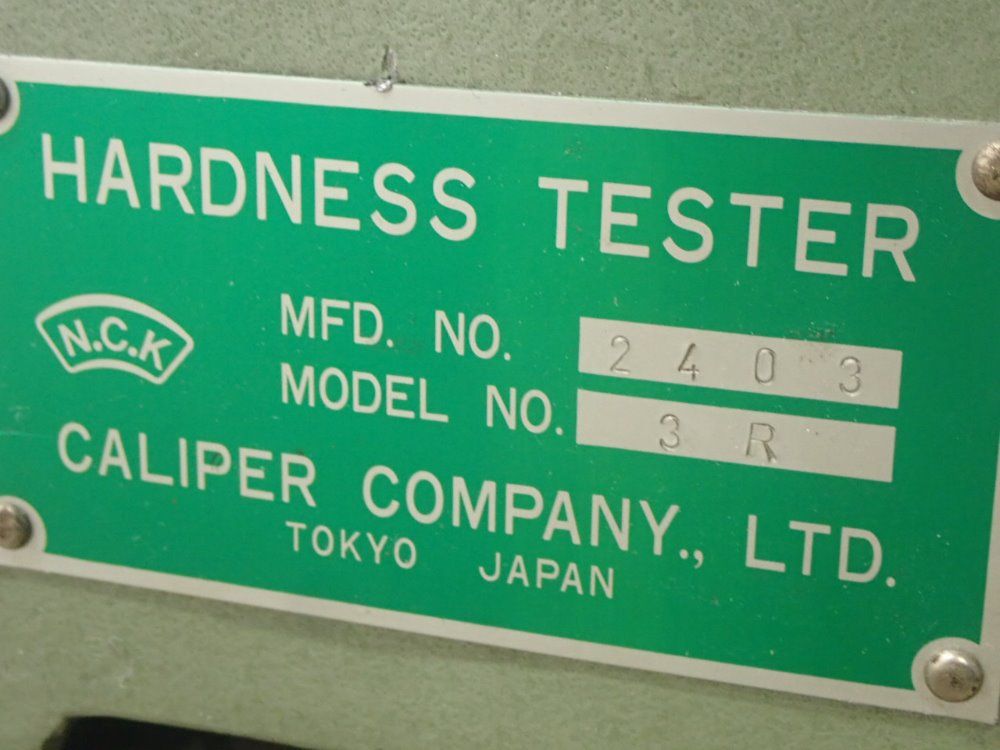 HARDNESS TESTER
N.C.K
MFD. NO. 2403
MODEL NO. 3R
CALIPER COMPANY., LTD.
TOKYO JAPAN